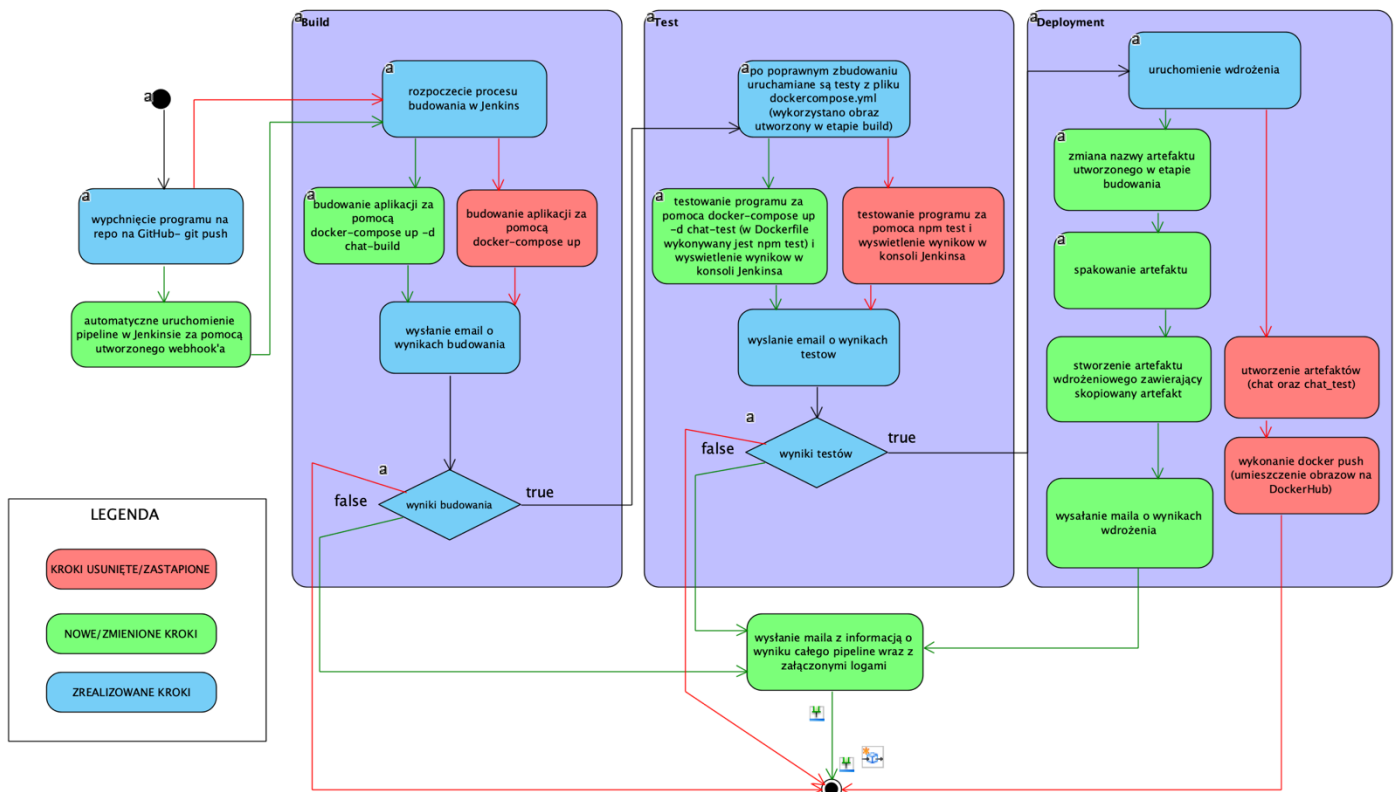 a
wypchnięcie programu na
repo na GitHub- git push
a
automatyczne uruchomienie
pipeline w Jenkinsie za pomocą
utworzonego webhook'a
LEGENDA
KROKI USUNIĘTE/ZASTAPIONE
NOWE/ZMIENIONE KROKI
ZREALIZOWANE KROKI
a
Build
a
rozpoczecie procesu
budowania w Jenkins
a
budowanie aplikacji za
pomocą
docker-compose up -d
chat-build
budowanie aplikacji za
pomocą
docker-compose up
wysłanie email o
wynikach budowania
a
false
wyniki budowania
true
a
Test
a
po poprawnym zbudowaniu
uruchamiane są testy z pliku
dockercompose.yml
(wykorzystano obraz
utworzony w etapie build)
a
testowanie programu za
pomoca docker-compose up
-d chat-test (w Dockerfile
wykonywany jest npm test) i
wyswietlenie wynikow w
konsoli Jenkinsa
testowanie programu za
pomoca npm test i
wyswietlenie wynikow w
konsoli Jenkinsa
wyslanie email o wynikach
testow
a
false
wyniki testów
true
a
Deployment
a
uruchomienie wdrożenia
a
zmiana nazwy artefaktu
utworzonego w etapie
budowania
a
spakowanie artefaktu
stworzenie artefaktu
wdrożeniowego zawierający
skopiowany artefakt
wysałanie maila o wynikach
wdrożenia
utworzenie artefaktów
(chat oraz chat_test)
wykonanie docker push
(umieszczenie obrazow na
DockerHub)
wysłanie maila z informacją o
wyniku całego pipeline wraz z
załączonymi logami